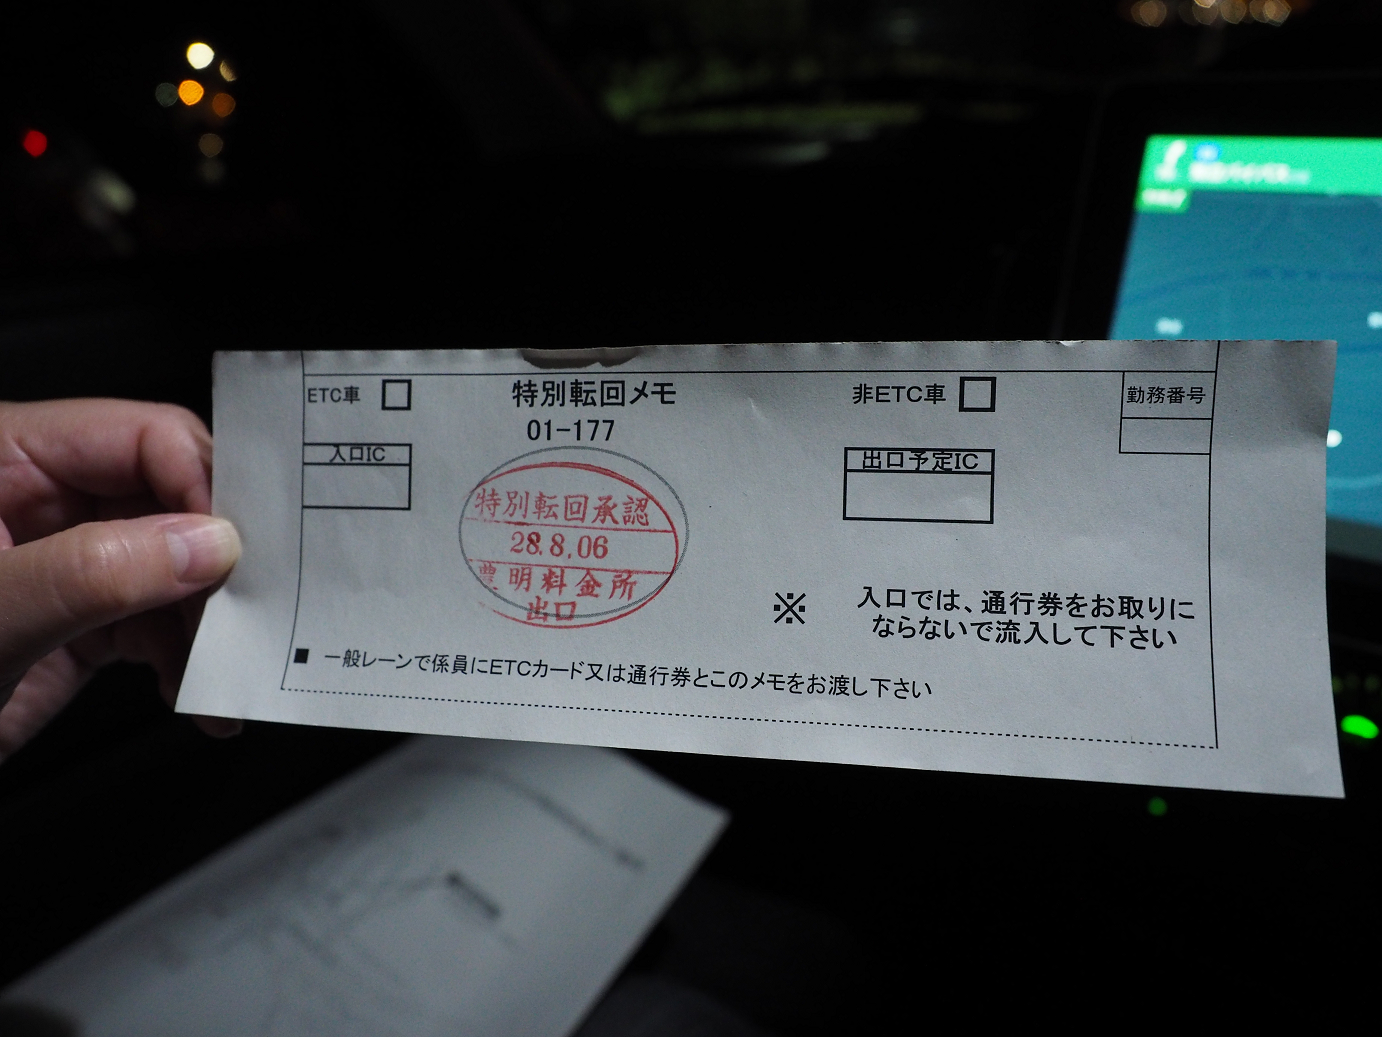 ETC車
特別転回メモ
非ETC車
勤務番号
01-177
入口IC
出口予定IC
特別転回承認
28.8.06
豊明料金所
出口
※ 入口では、通行券をお取りに
ならないで流入して下さい
■ 一般レーンで係員にETCカード又は通行券とこのメモをお渡し下さい